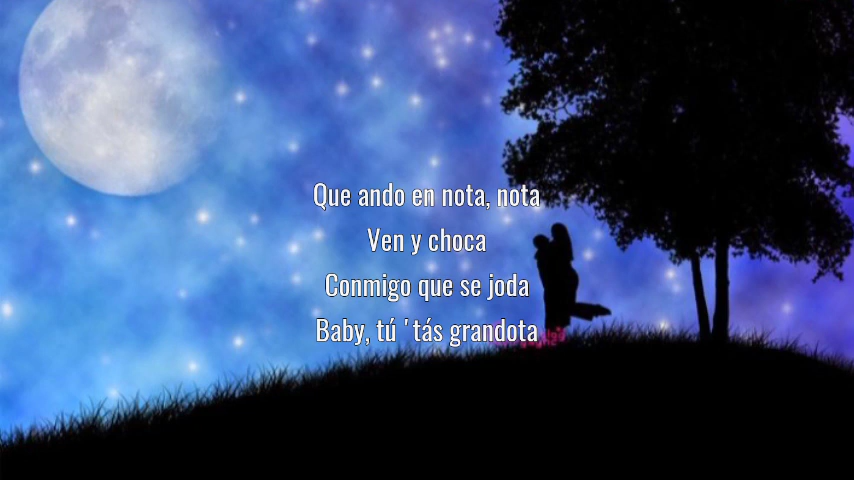 Que ando en nota, nota
Ven y choca
Conmigo que se joda
Baby, tú 'tás grandota